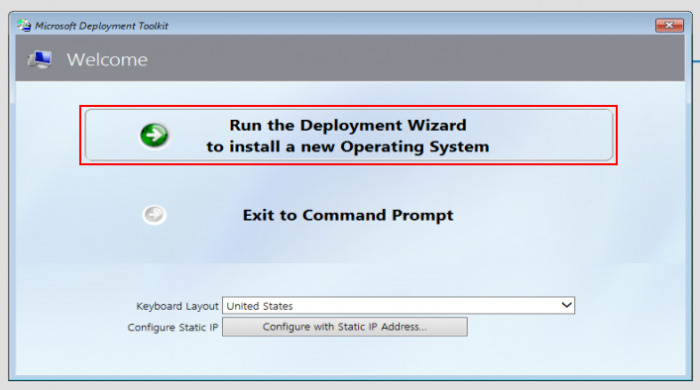 Microsoft Deployment Toolkit
Welcome
Run the Deployment Wizard
to install a new Operating System
Exit to Command Prompt
Keyboard Layout United States
Configure Static IP Configure with Static IP Address...